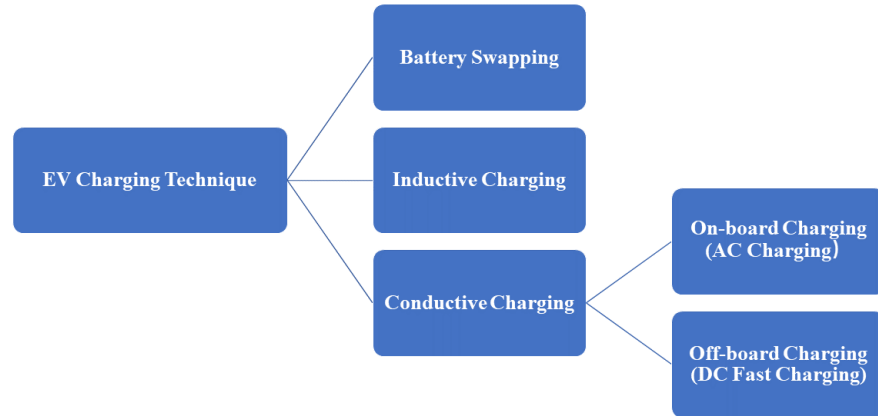 Battery Swapping
EV Charging Technique
Inductive Charging
Conductive Charging
On-board Charging
(AC Charging)
Off-board Charging
(DC Fast Charging)